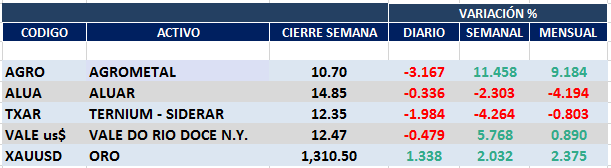 VARIACIÓN %
CODIGO ACTIVO CIERRE SEMANA DIARIO SEMANAL MENSUAL
AGRO AGROMETAL 10.70 -3.167 11.458 9.184
ALUA ALUAR 14.85 -0.336 -2.303 -4.194
TXAR TERNIUM - SIDERAR 12.35 -1.984 -4.264 -0.803
VALE us$ VALE DO RIO DOCE N.Y. 12.47 -0.479 5.768 0.890
XAUUSD ORO 1,310.50 1.338 2.032 2.375